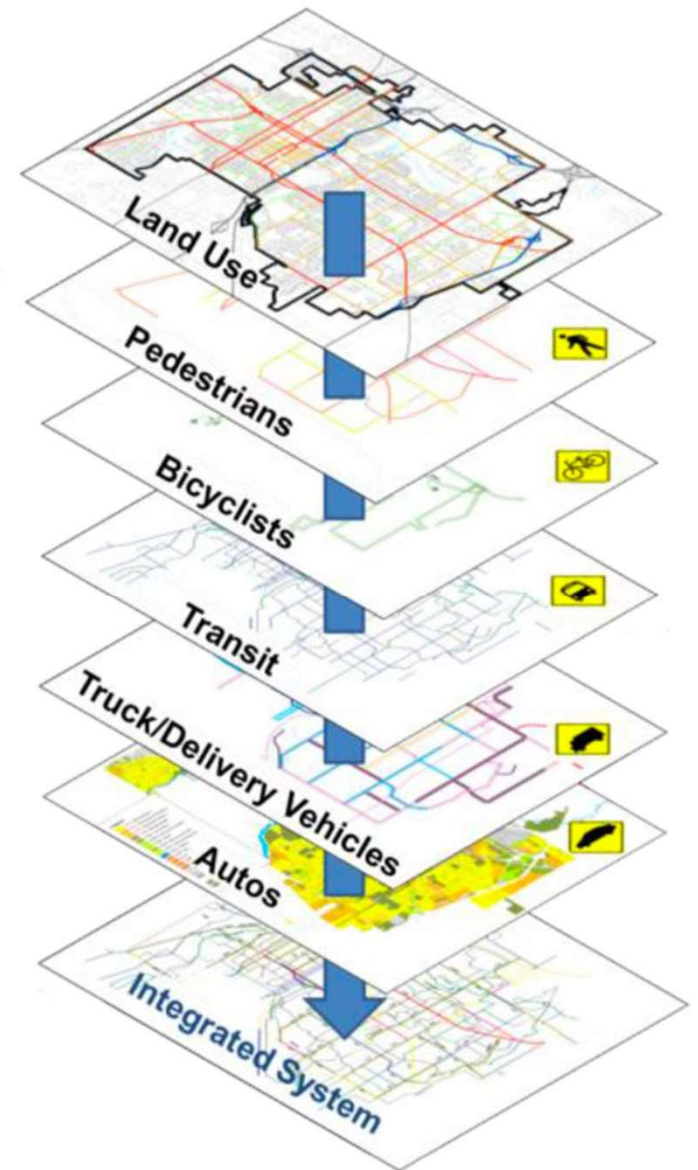 Land Use
Pedestrians
Bicyclists
Transit
Truck/Delivery Vehicles
Autos
Integrated System